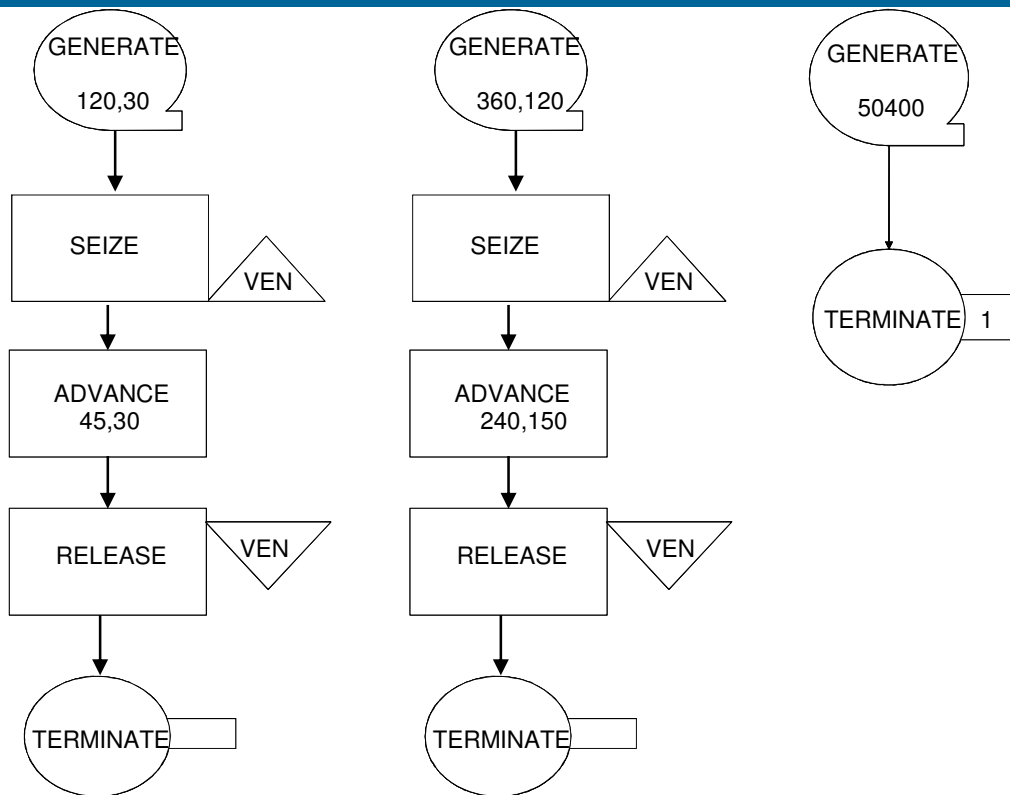 GENERATE
120,30
SEIZE
VEN
ADVANCE
45,30
RELEASE
VEN
TERMINATE
GENERATE
360,120
SEIZE
VEN
ADVANCE
240,150
RELEASE
VEN
TERMINATE
GENERATE
50400
TERMINATE 1